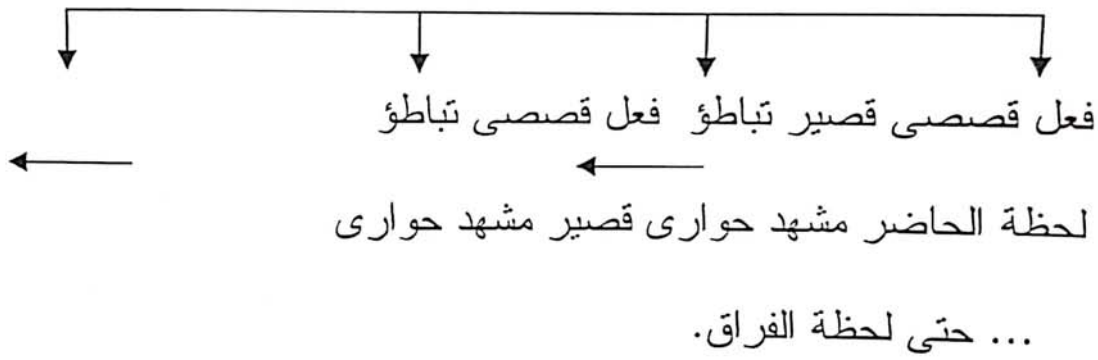 فعل قصصى قصير تباطؤ فعل قصصى تباطؤ
لحظة الحاضر مشهد حوارى قصير مشهد حوارى
... حتى لحظة الفراق.